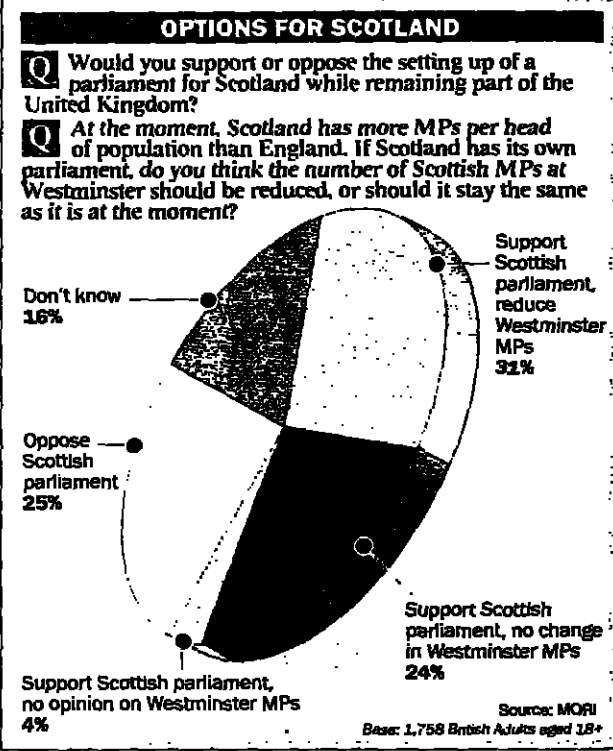 OPTIONS FOR SCOTLAND
Q Would you support or oppose the setting up of a
parliament for Scotland while remaining part of the
United Kingdom?
Q At the moment, Scotland has more MPs per head
of population than England. If Scotland has its own
parliament, do you think the number of Scottish MPs at
Westminster should be reduced, or should it stay the same
as it is at the moment?
Support
Scottish
parliament,
reduce
Westminster
MPs
31%
Don't know
16%
Oppose
Scottish
parliament
25%
Support Scottish
parliament, no change
in Westminster MPs
24%
Support Scottish parliament,
no opinion on Westminster MPs
4%
Source: MORI
Base: 1,758 British Adults aged 18+